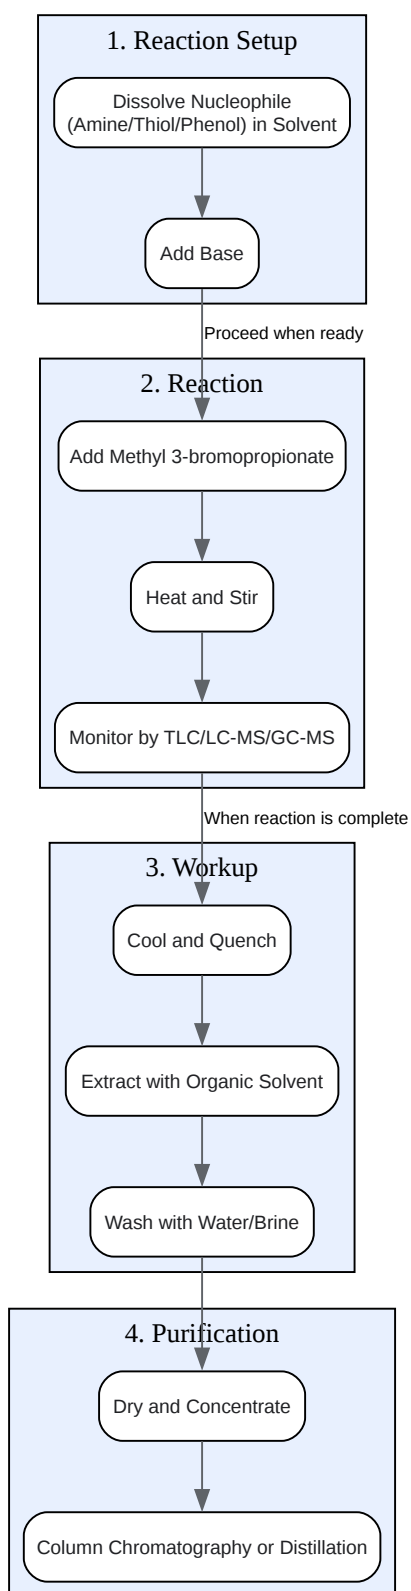 1. Reaction Setup
Dissolve Nucleophile
(Amine/Thiol/Phenol) in Solvent
Add Base
Proceed when ready
2. Reaction
Add Methyl 3-bromopropionate
Heat and Stir
Monitor by TLC/LC-MS/GC-MS
When reaction is complete
3. Workup
Cool and Quench
Extract with Organic Solvent
Wash with Water/Brine
4. Purification
Dry and Concentrate
Column Chromatography or Distillation